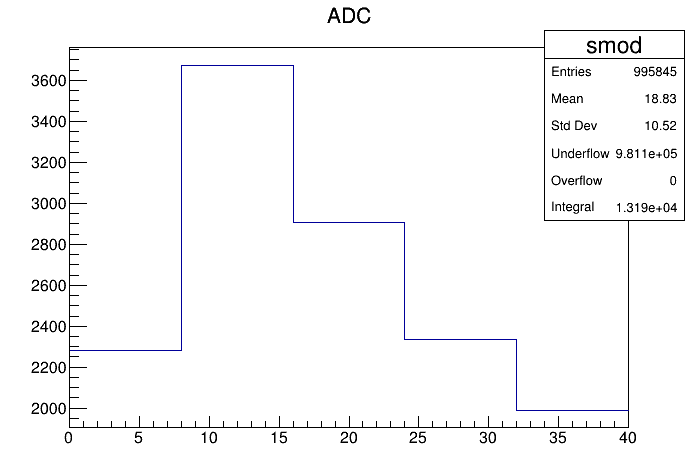 ADC
smod
Entries 995845
Mean 18.83
Std Dev 10.52
Underflow 9.811e+05
Overflow 0
Integral 1.319e+04
3600
3400
3200
3000
2800
2600
2400
2200
2000
0 5 10 15 20 25 30 35 40